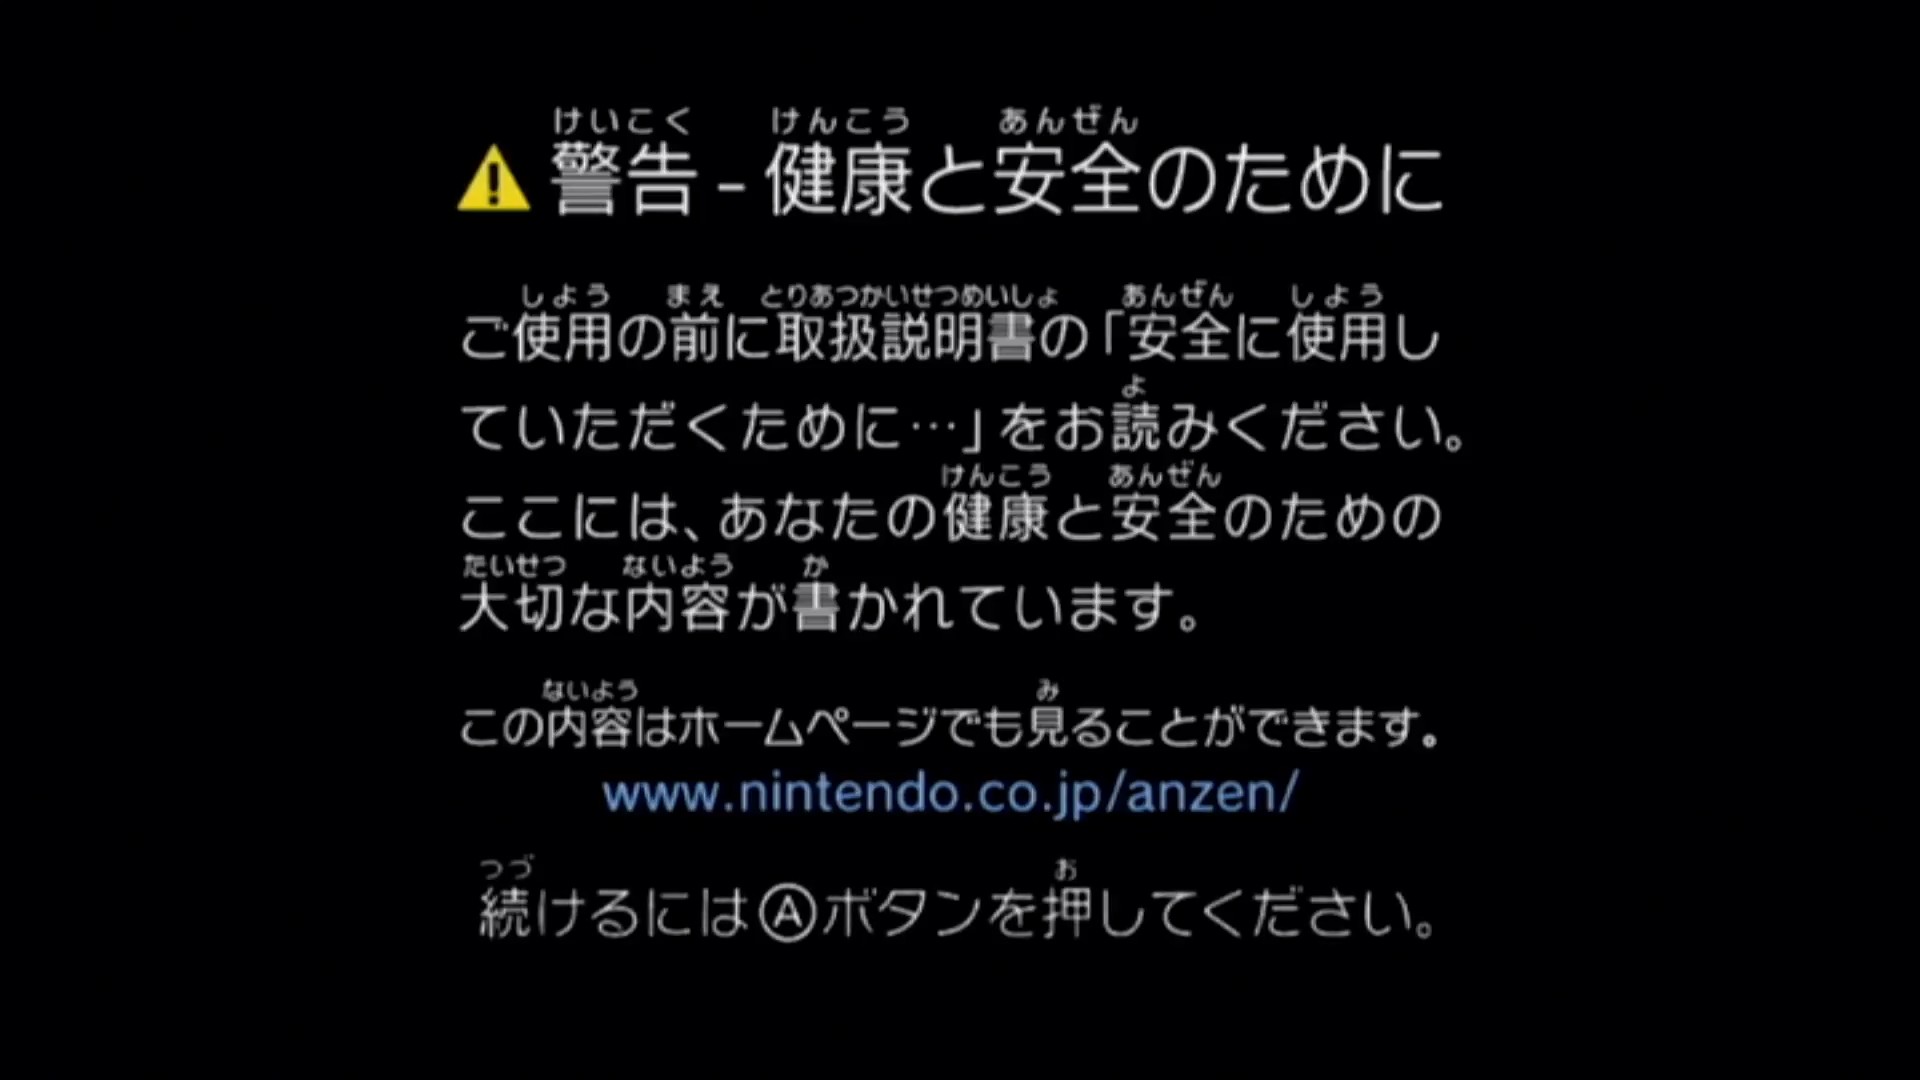 けいこく けんこう あんぜん
警告 - 健康と安全のために
しよう まえ とりあつかいせつめいしょ あんぜん しよう
ご使用の前に取扱説明書の「安全に使用し
よ
ていただくために…」をお読みください。
けんこう あんぜん
ここには、あなたの健康と安全のための
たいせつ ないよう か
大切な内容が書かれています。
ないよう み
この内容はホームページでも見ることができます。
www.nintendo.co.jp/anzen/
つづ お
続けるにはⒶボタンを押してください。